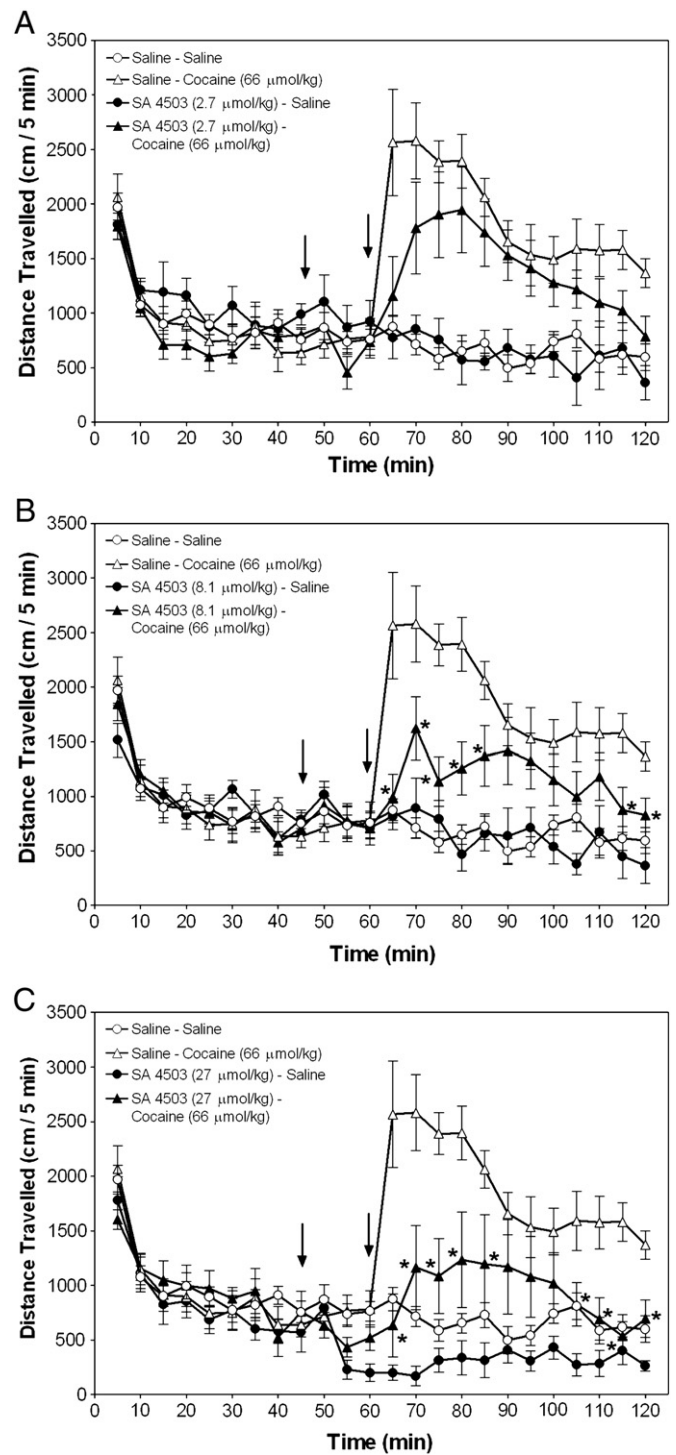 A
3500
3000
2500
2000
1500
1000
500
0
Distance Travelled (cm / 5 min)
Saline - Saline
Saline - Cocaine (66 μmol/kg)
SA 4503 (2.7 μmol/kg) - Saline
SA 4503 (2.7 μmol/kg) -
Cocaine (66 μmol/kg)
0 10 20 30 40 50 60 70 80 90 100 110 120
Time (min)
B
3500
3000
2500
2000
1500
1000
500
0
Distance Travelled (cm / 5 min)
Saline - Saline
Saline - Cocaine (66 μmol/kg)
SA 4503 (8.1 μmol/kg) - Saline
SA 4503 (8.1 μmol/kg) -
Cocaine (66 μmol/kg)
* * * * * * *
0 10 20 30 40 50 60 70 80 90 100 110 120
Time (min)
C
3500
3000
2500
2000
1500
1000
500
0
Distance Travelled (cm / 5 min)
Saline - Saline
Saline - Cocaine (66 μmol/kg)
SA 4503 (27 μmol/kg) - Saline
SA 4503 (27 μmol/kg) -
Cocaine (66 μmol/kg)
* * * * * * * * *
0 10 20 30 40 50 60 70 80 90 100 110 120
Time (min)